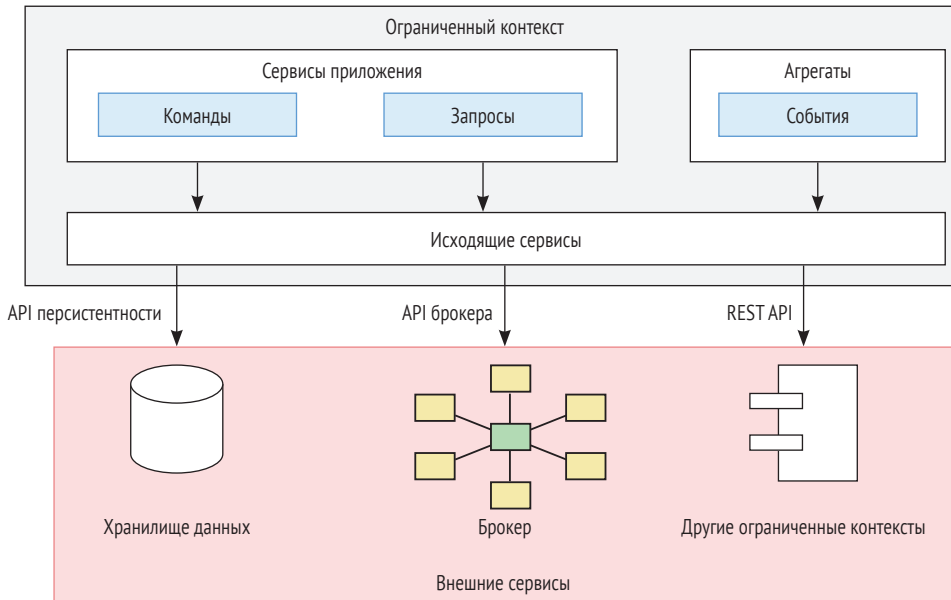 Ограниченный контекст
Сервисы приложения
Агрегаты
Команды
Запросы
События
Исходящие сервисы
API персистентности
API брокера
REST API
Хранилище данных
Брокер
Другие ограниченные контексты
Внешние сервисы